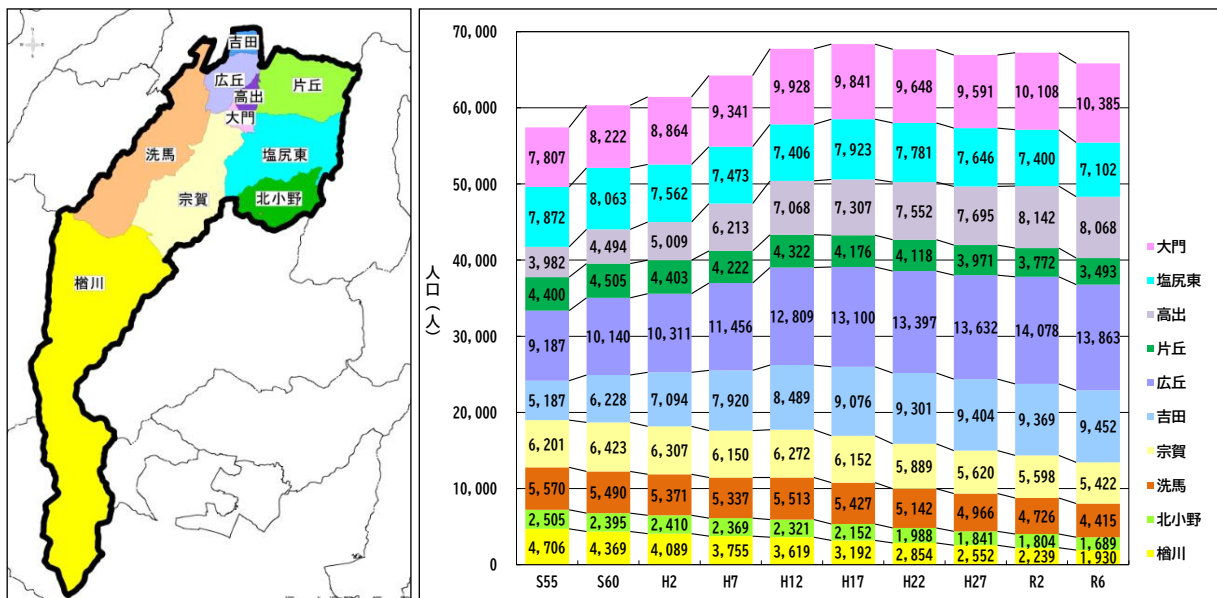 吉田
広丘
片丘
高出
大門
洗馬
塩尻東
宗賀
北小野
楢川
70,000
60,000
50,000
40,000
30,000
20,000
10,000
0
人口(人)
7,807 8,222 8,864 9,341 9,928 9,841 9,648 9,591 10,108 10,385
7,872 8,063 7,562 7,473 7,406 7,923 7,781 7,646 7,400 7,102
3,982 4,494 5,009 6,213 7,068 7,307 7,552 7,695 8,142 8,068
4,400 4,505 4,403 4,222 4,322 4,176 4,118 3,971 3,772 3,493
9,187 10,140 10,311 11,456 12,809 13,100 13,397 13,632 14,078 13,863
5,187 6,228 7,094 7,920 8,489 9,076 9,301 9,404 9,369 9,452
6,201 6,423 6,307 6,150 6,272 6,152 5,889 5,620 5,598 5,422
5,570 5,490 5,371 5,337 5,513 5,427 5,142 4,966 4,726 4,415
2,505 2,395 2,410 2,369 2,321 2,152 1,988 1,841 1,804 1,689
4,706 4,369 4,089 3,755 3,619 3,192 2,854 2,552 2,239 1,930
S55 S60 H2 H7 H12 H17 H22 H27 R2 R6
大門
塩尻東
高出
片丘
広丘
吉田
宗賀
洗馬
北小野
楢川